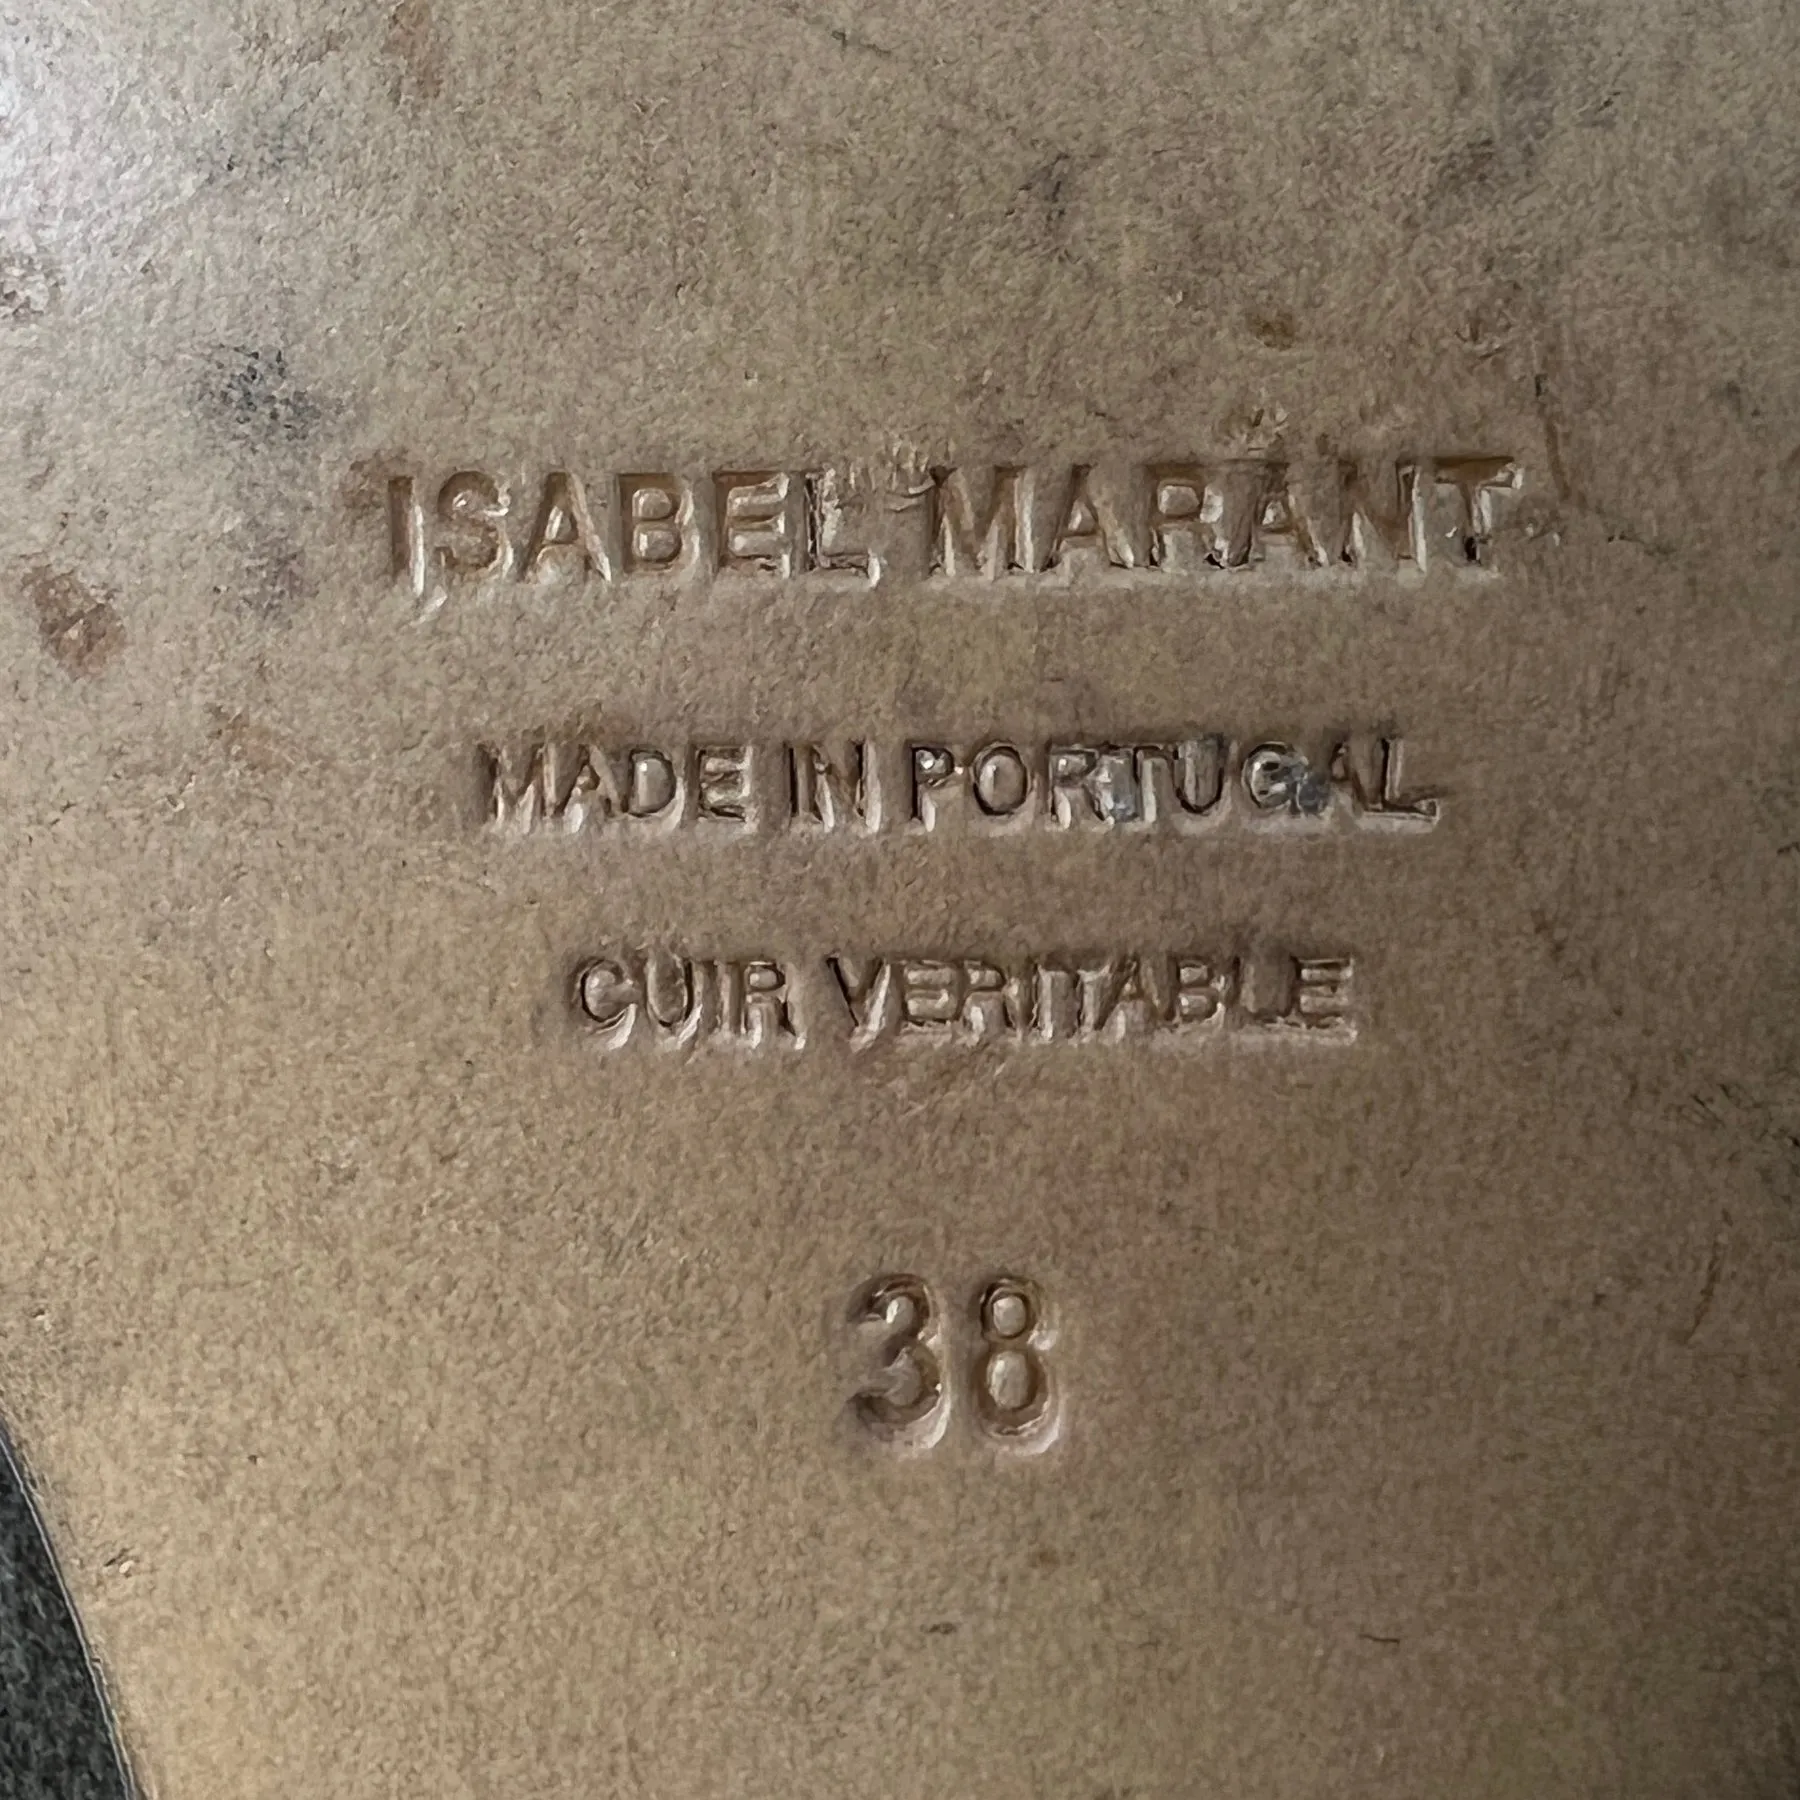 ISABEL MARANT
MADE IN PORTUGAL
CUIR VERITABLE
38